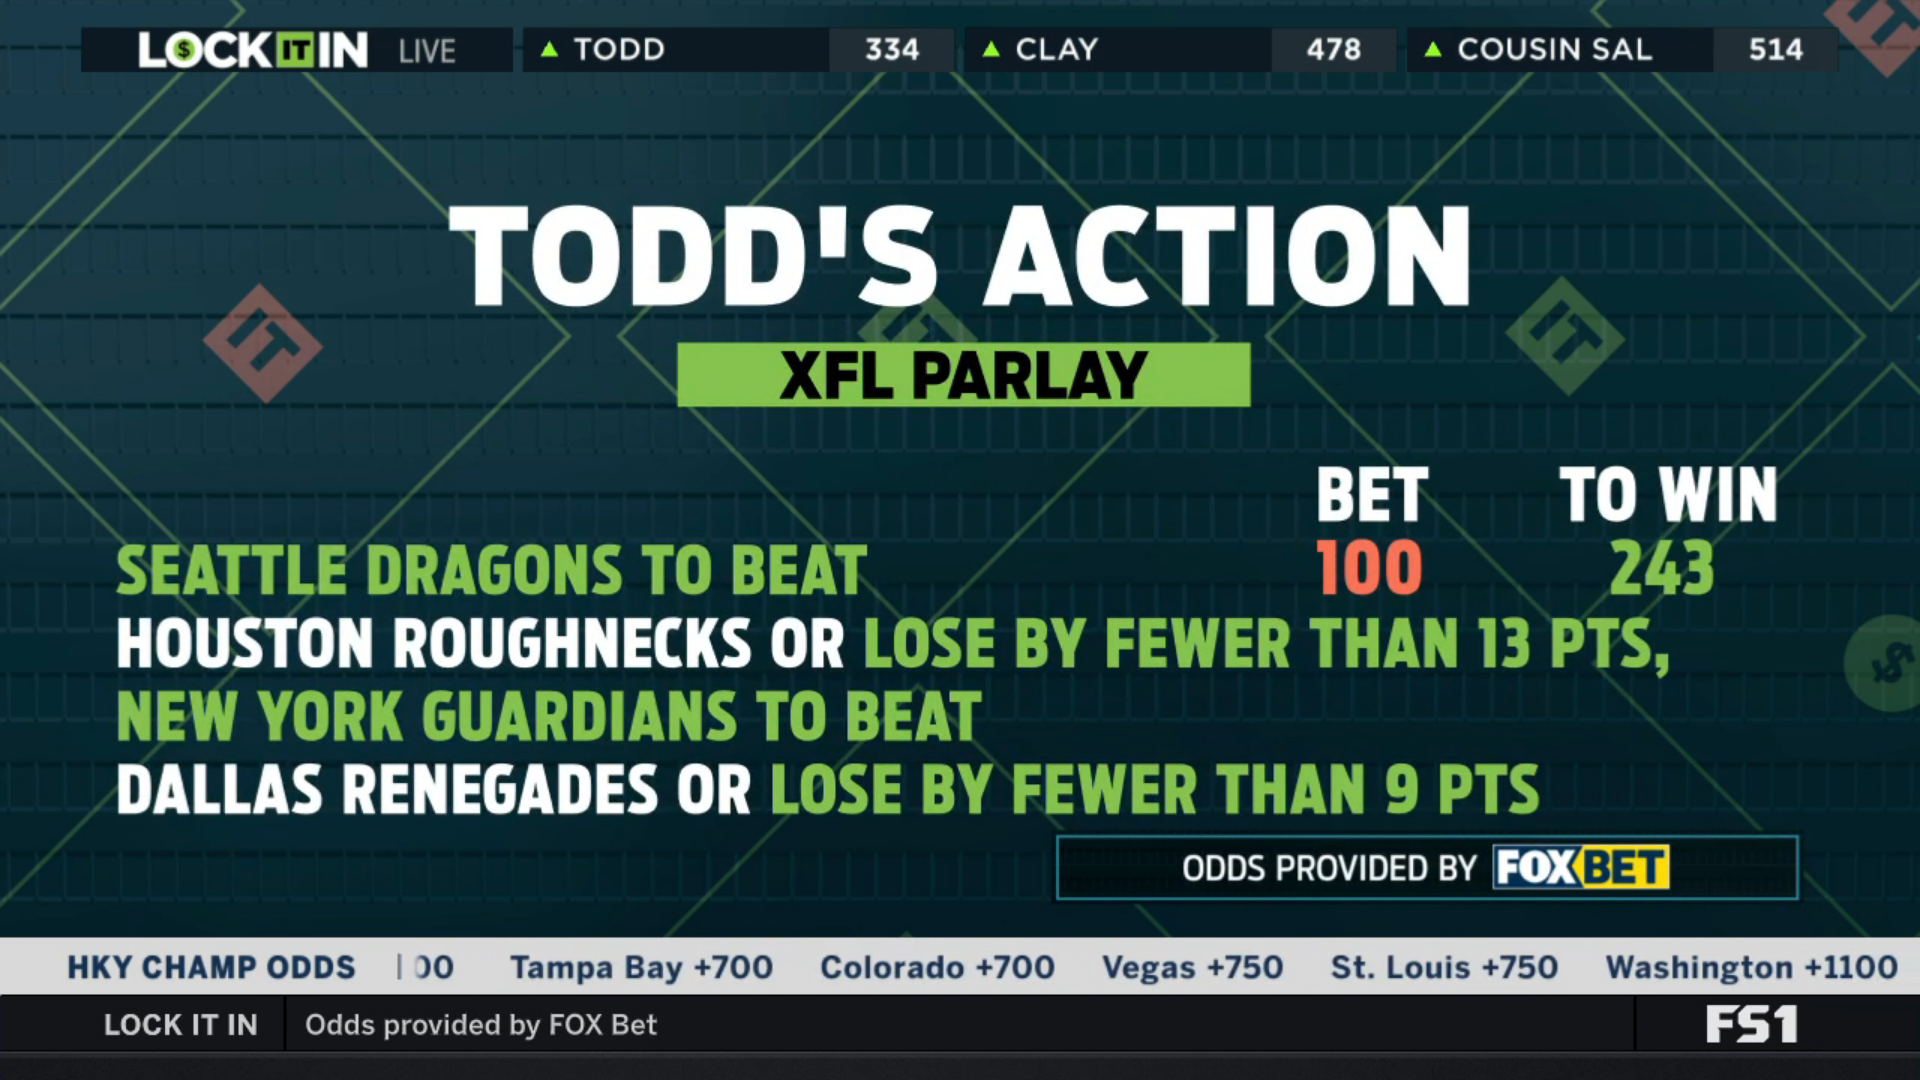 LOCK IT IN LIVE TODD 334 CLAY 478 COUSIN SAL 514
TODD'S ACTION
XFL PARLAY
BET TO WIN
SEATTLE DRAGONS TO BEAT 100 243
HOUSTON ROUGHNECKS OR LOSE BY FEWER THAN 13 PTS,
NEW YORK GUARDIANS TO BEAT
DALLAS RENEGADES OR LOSE BY FEWER THAN 9 PTS
ODDS PROVIDED BY FOX BET
HKY CHAMP ODDS 00 Tampa Bay +700 Colorado +700 Vegas +750 St. Louis +750 Washington +1100
LOCK IT IN Odds provided by FOX Bet FS1
IT
IT
IT
IT